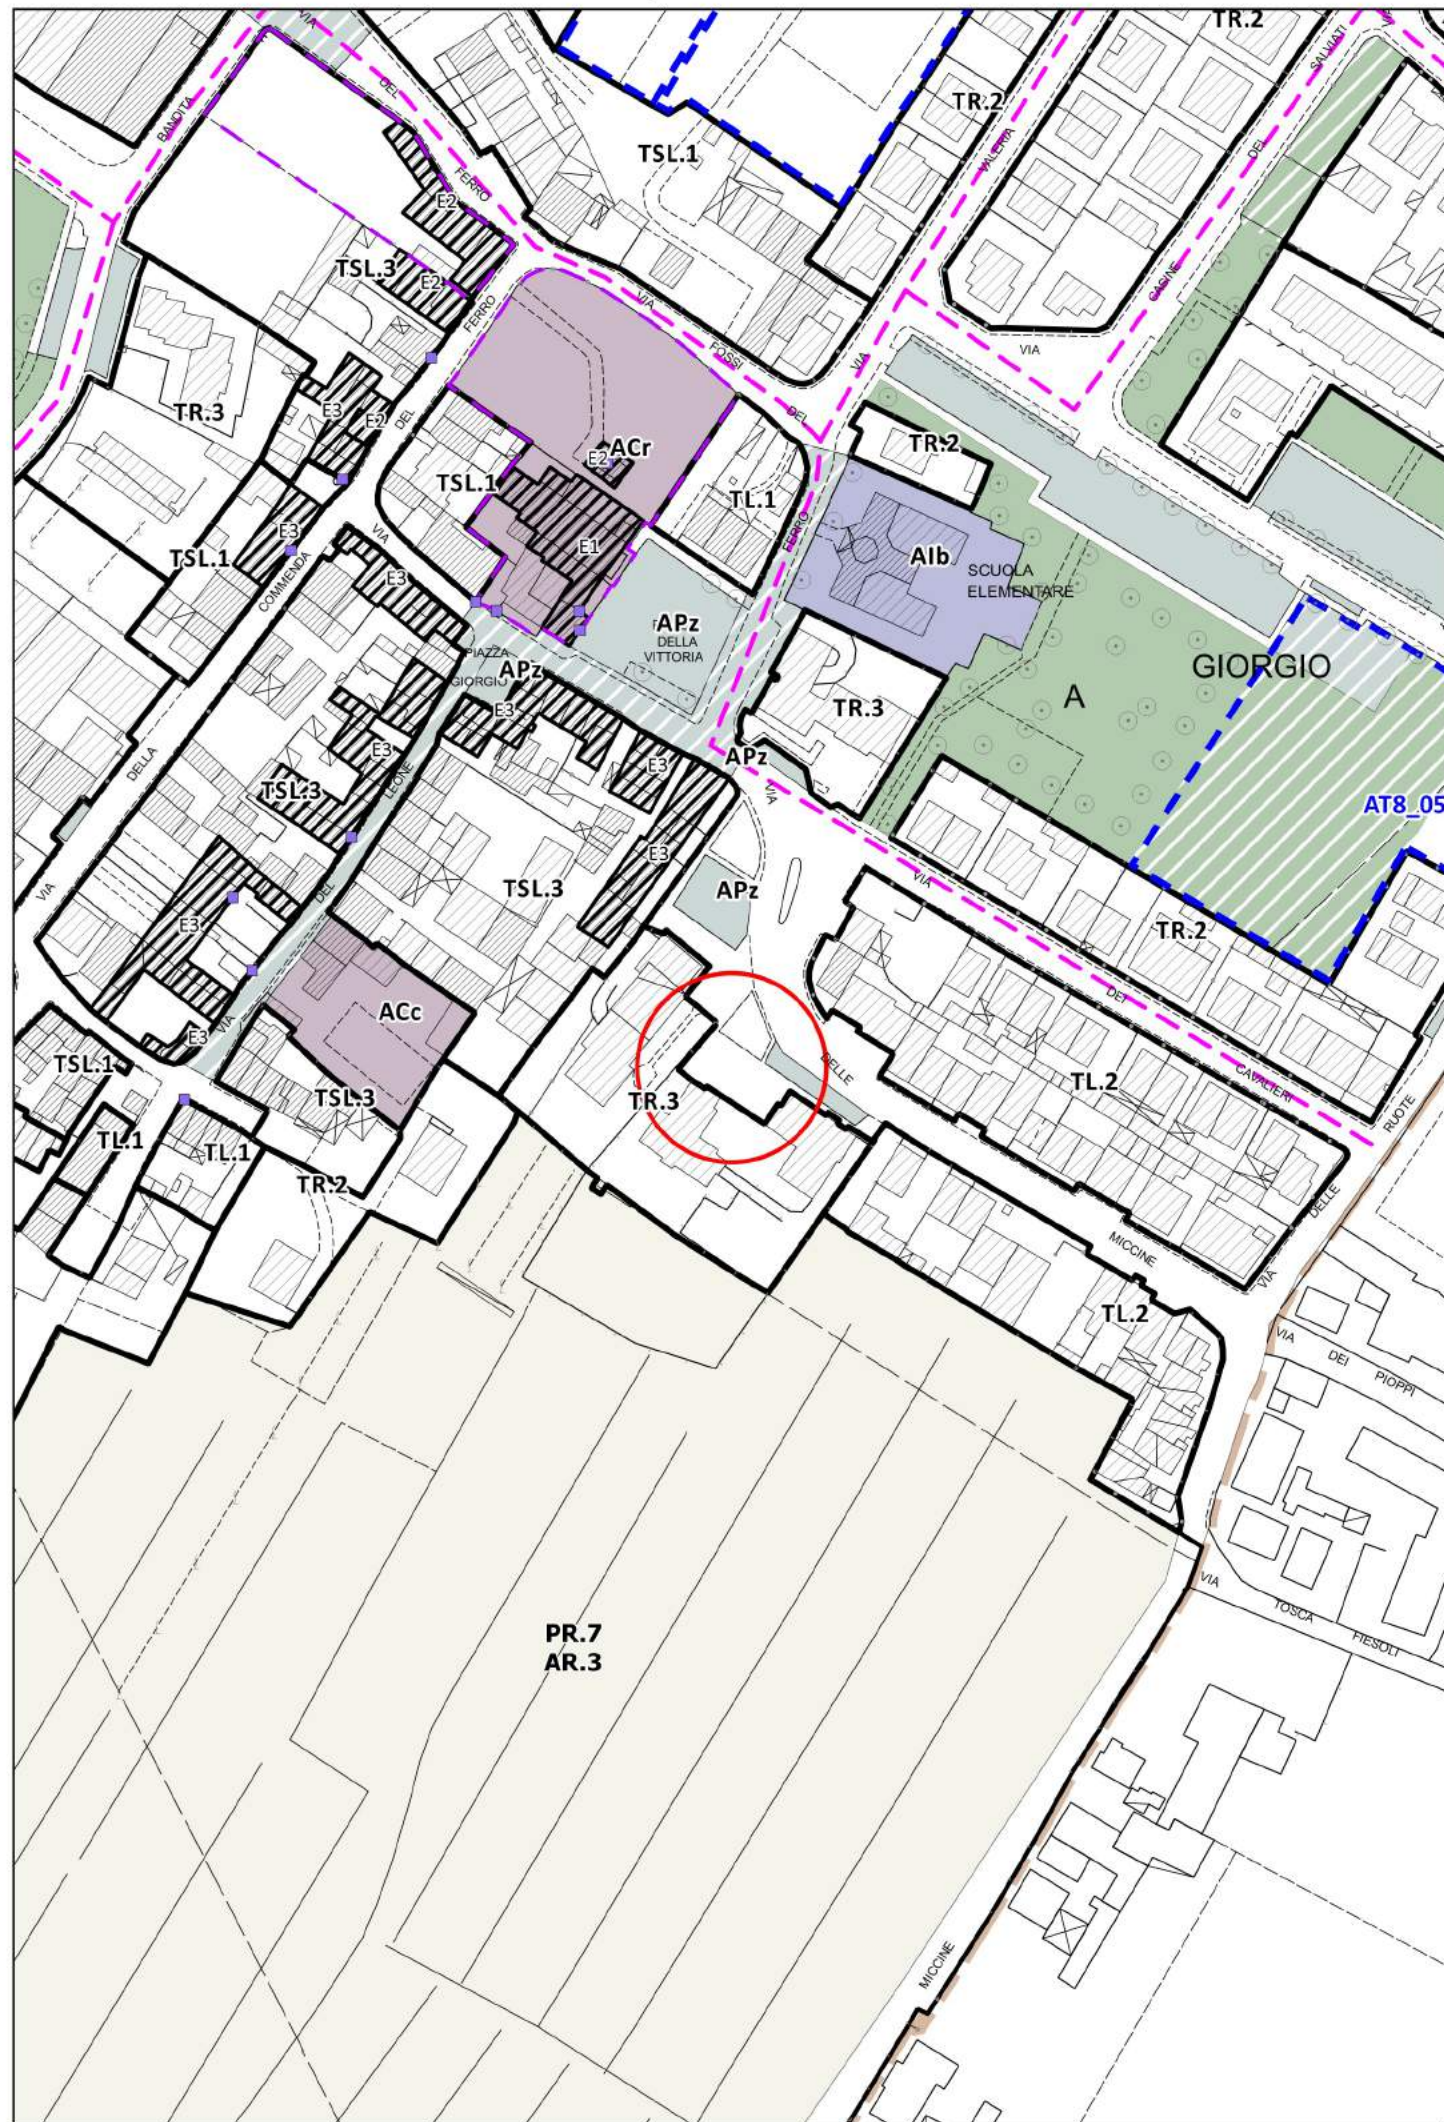 TR.2
VIA
DEL
SALVIATI
BANDITA
TR.2
VALERIA
DEI
TSL.1
FERRO
E2
TSL.3
E2
CASINE
FERRO
VIA
FOSSI
VIA
VIA
TR.3
E3
E2
DEL
DEL
E2
ACr
TR.2
TSL.1
TL.1
VIA
FERRO
E3
E1
TSL.1
AIb
SCUOLA
ELEMENTARE
COMMENDA
E3
APz
DELLA
VITTORIA
PIAZZA
GIORGIO
APz
GIORGIO
A
E3
TR.3
E3
DELLA
APz
E3
LEONE
TSL.3
VIA
AT8_05
E3
VIA
APz
TSL.3
VIA
DEL
E3
TR.2
DEI
ACc
VIA
E3
TSL.1
DELLE
TL.2
CAVALIERI
TSL.3
TR.3
RUOTE
TL.1
TL.1
TR.2
DELLE
MICCINE
VIA
TL.2
VIA
DEI
PIOPPI
VIA
TOSCA
FIESOLI
PR.7
AR.3
MICCINE